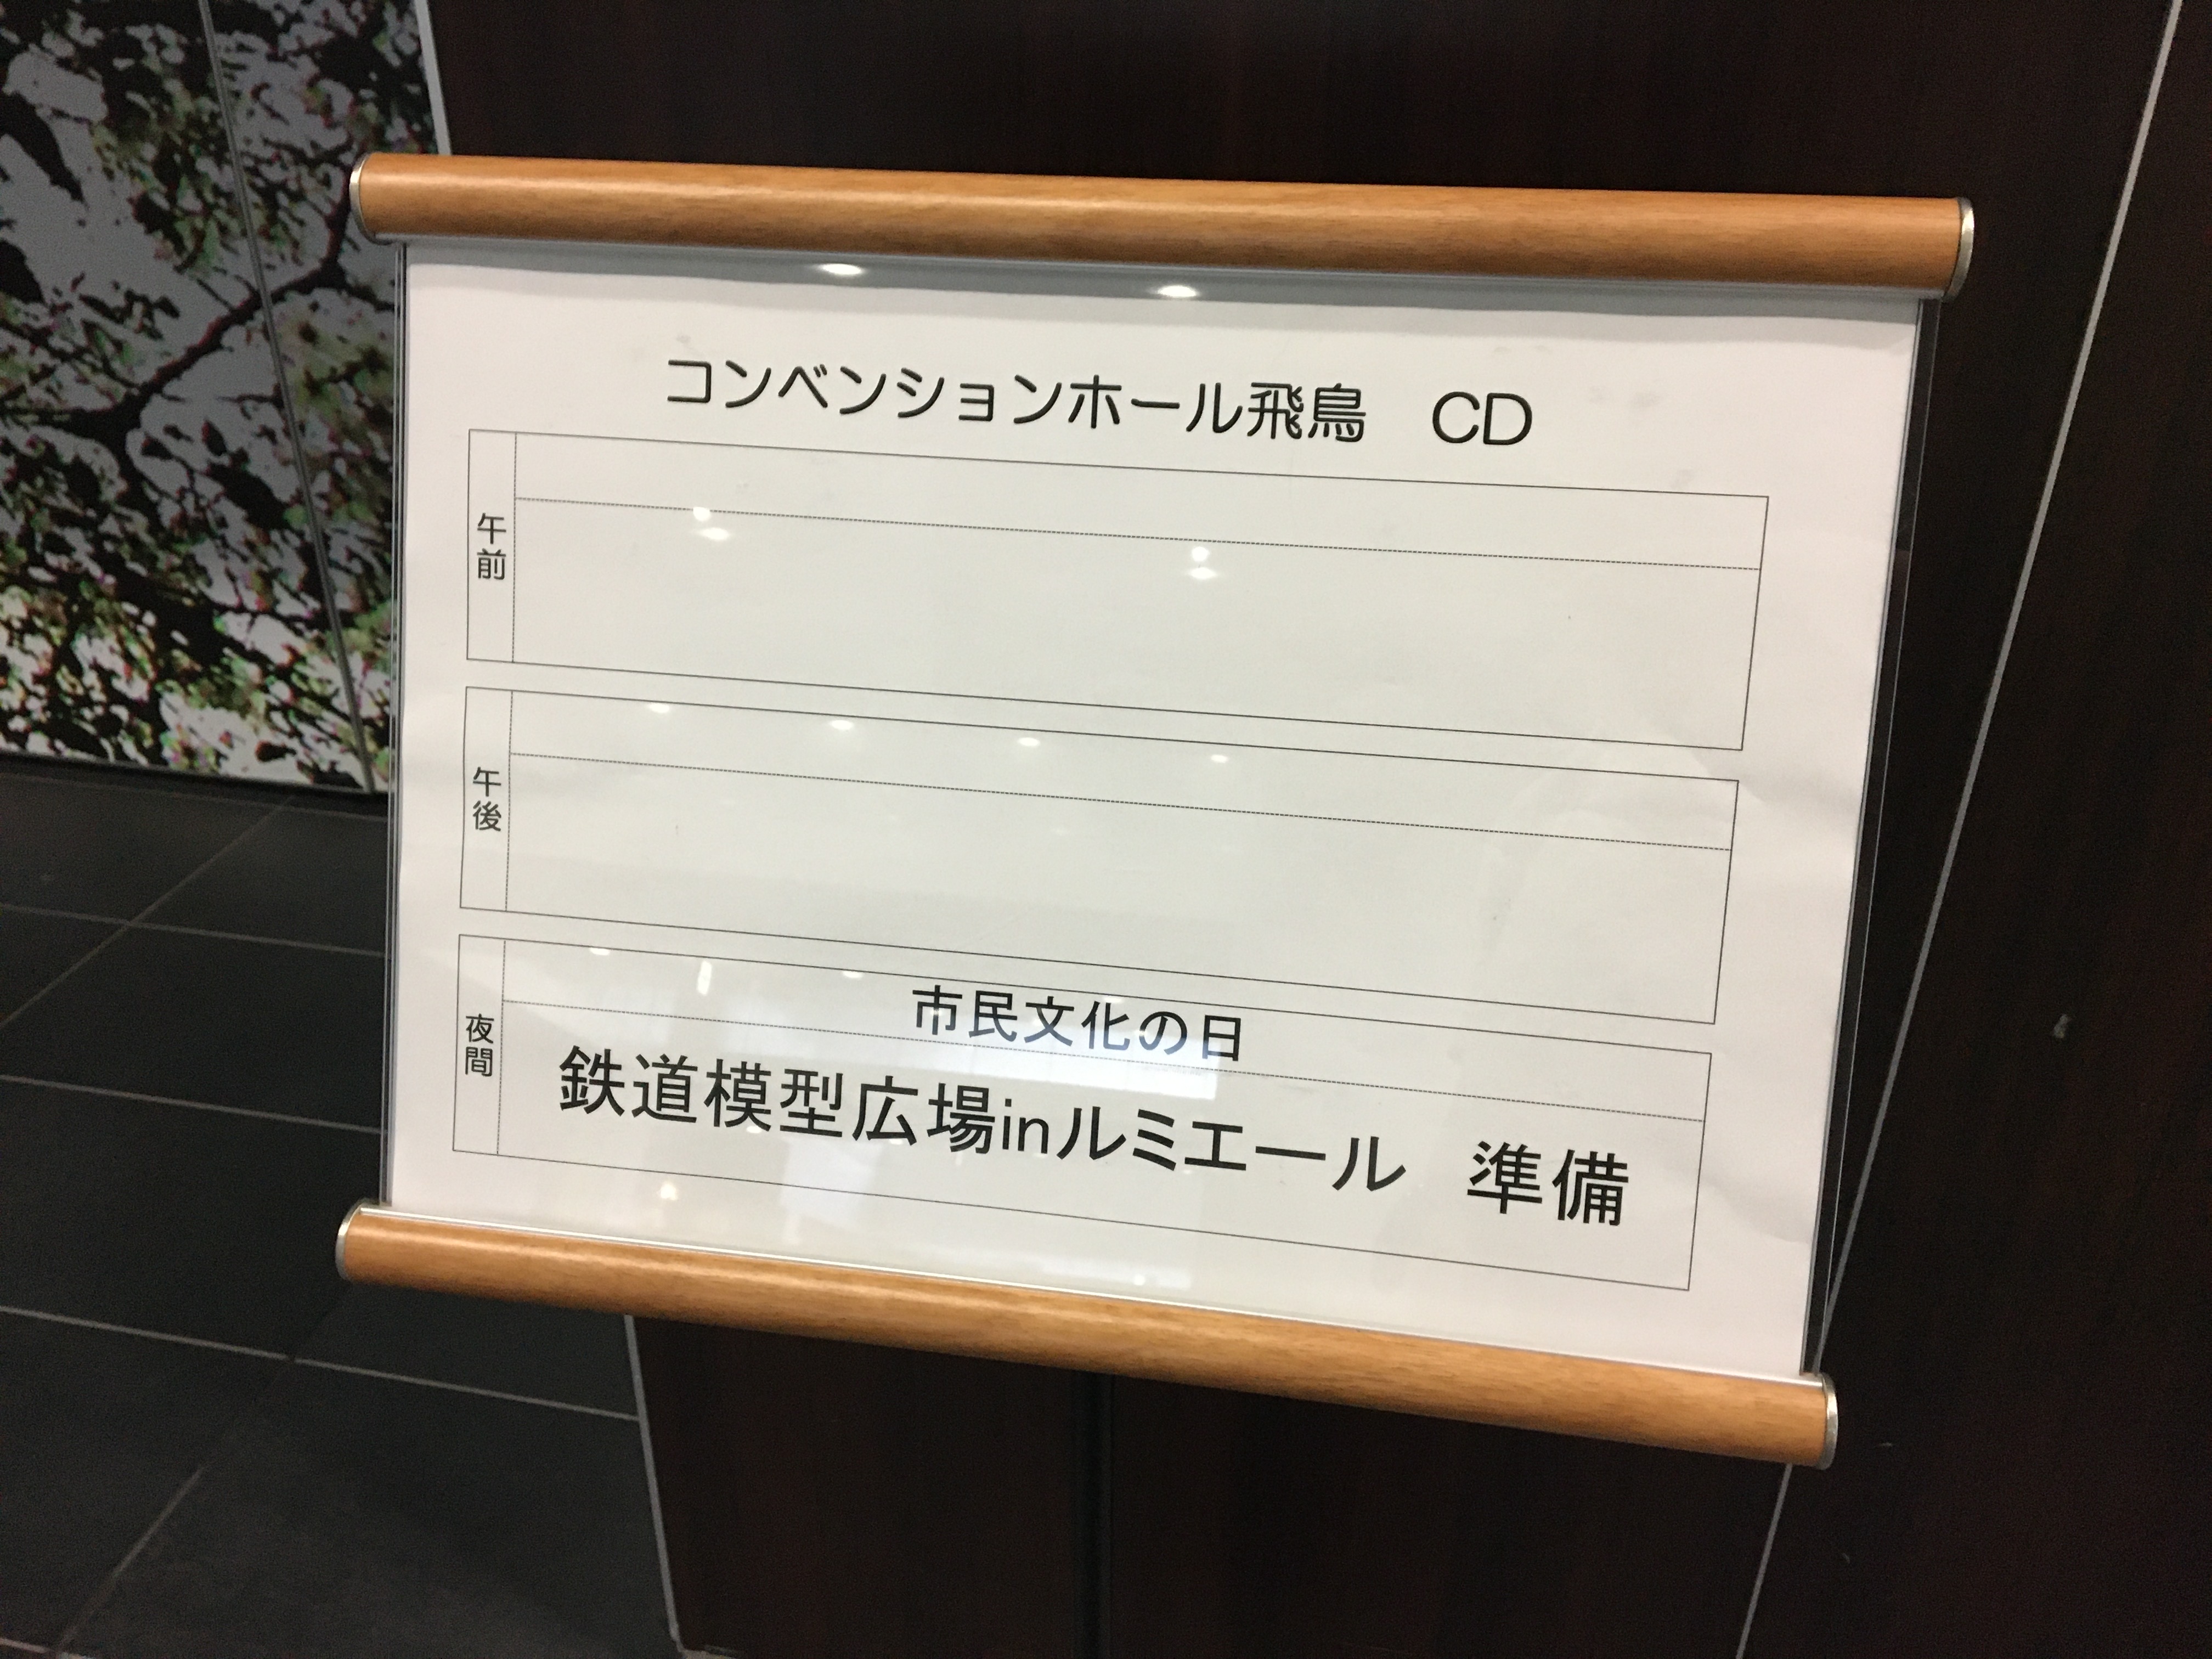 コンベンションホール飛鳥　CD
午前
午後
夜間
市民文化の日
鉄道模型広場inルミエール　準備